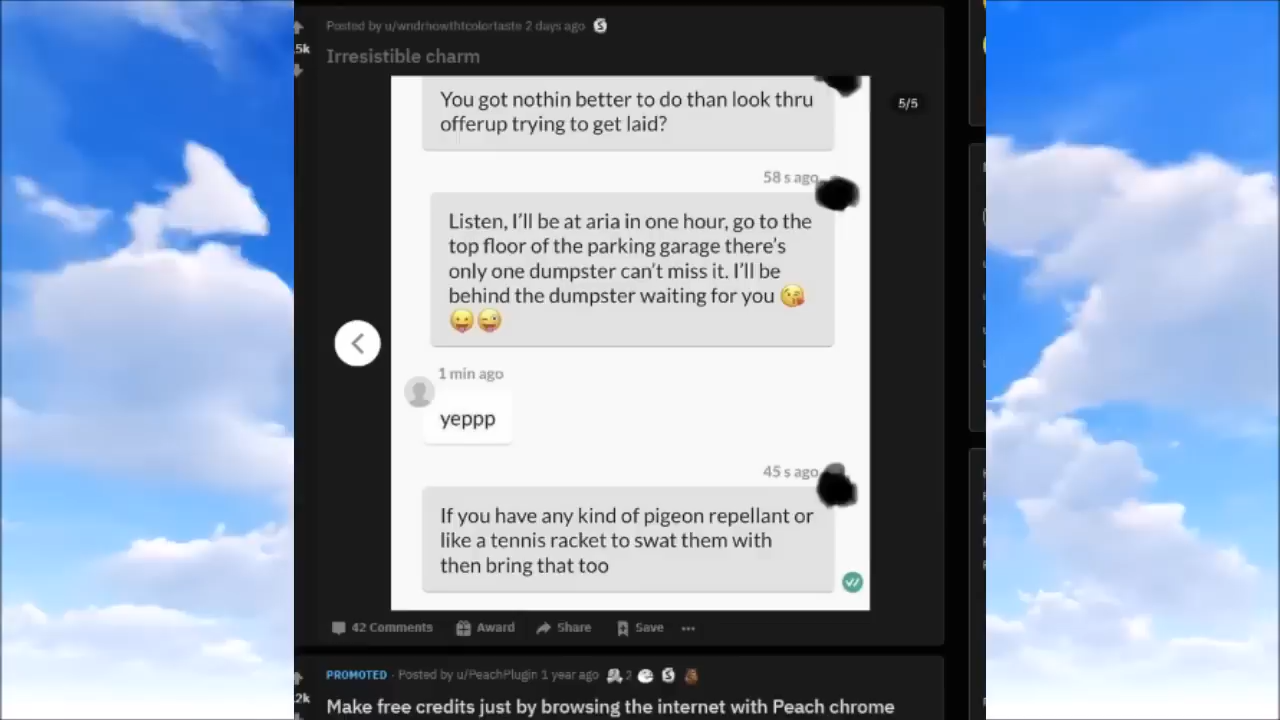 Posted by u/wndrhowthtcolortaste 2 days ago
.5k
Irresistible charm
5/5
You got nothin better to do than look thru
offerup trying to get laid?
58 s ago
Listen, I'll be at aria in one hour, go to the
top floor of the parking garage there's
only one dumpster can't miss it. I'll be
behind the dumpster waiting for you 😘
😛😜
1 min ago
yeppp
45 s ago
If you have any kind of pigeon repellant or
like a tennis racket to swat them with
then bring that too
42 Comments Award Share Save ...
PROMOTED · Posted by u/PeachPlugin 1 year ago 2
2k
Make free credits just by browsing the internet with Peach chrome